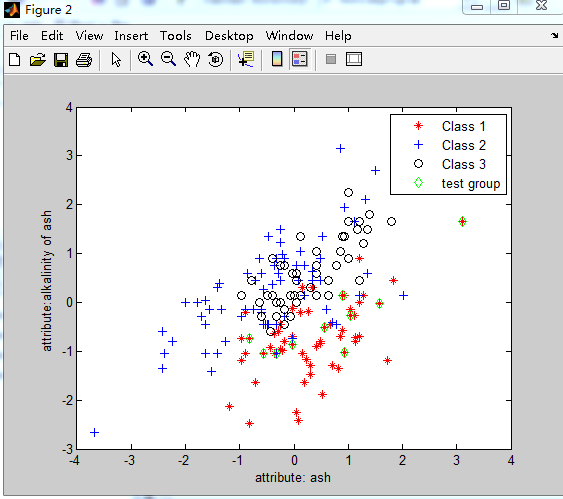 Figure 2
File Edit View Insert Tools Desktop Window Help
4
3
2
1
0
-1
-2
-3
-4 -3 -2 -1 0 1 2 3 4
attribute:alkalinity of ash
attribute: ash
Class 1
Class 2
Class 3
test group